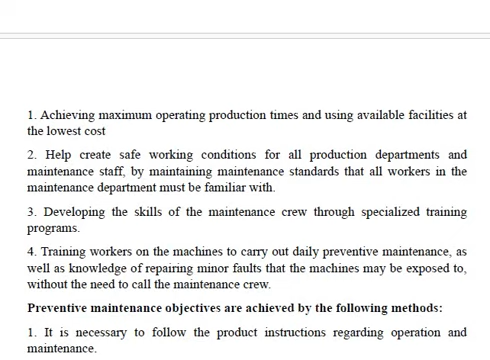 1. Achieving maximum operating production times and using available facilities at
the lowest cost
2. Help create safe working conditions for all production departments and
maintenance staff, by maintaining maintenance standards that all workers in the
maintenance department must be familiar with.
3. Developing the skills of the maintenance crew through specialized training
programs.
4. Training workers on the machines to carry out daily preventive maintenance, as
well as knowledge of repairing minor faults that the machines may be exposed to,
without the need to call the maintenance crew.
Preventive maintenance objectives are achieved by the following methods:
1. It is necessary to follow the product instructions regarding operation and
maintenance.